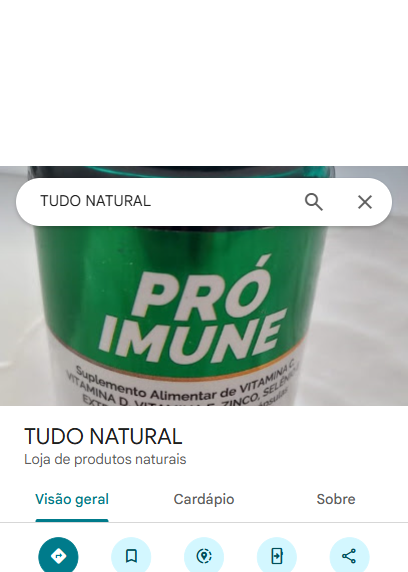 TUDO NATURAL
PRÓ
IMUNE
Suplemento Alimentar de VITAMINA C,
VITAMINA D, VITAMINA E, ZINCO, SELÊNIO
TUDO NATURAL
Loja de produtos naturais
Visão geral
Cardápio
Sobre